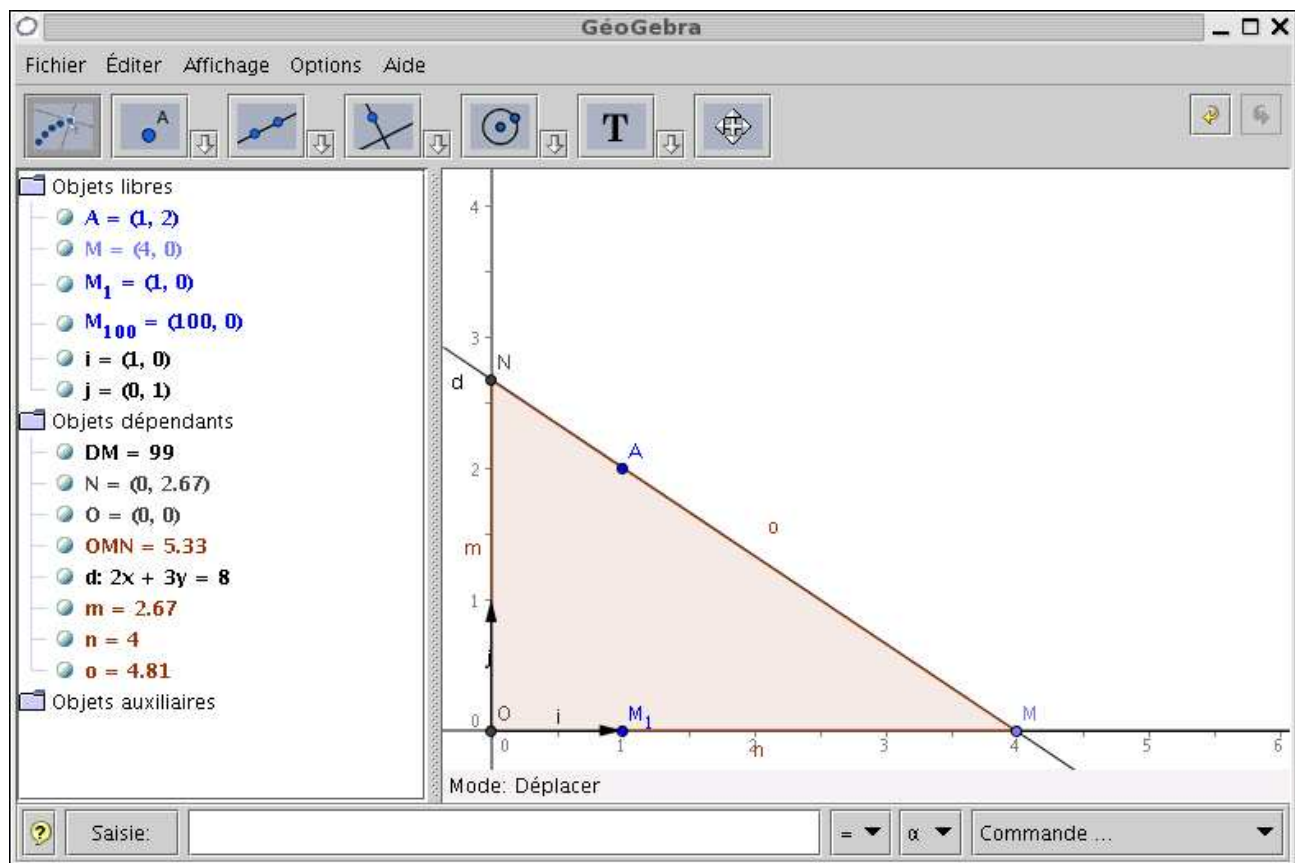 GéoGebra
Fichier Éditer Affichage Options Aide
A
T
Objets libres
A = (1, 2)
M = (4, 0)
M1 = (1, 0)
M100 = (100, 0)
i = (1, 0)
j = (0, 1)
Objets dépendants
DM = 99
N = (0, 2.67)
O = (0, 0)
OMN = 5.33
d: 2x + 3y = 8
m = 2.67
n = 4
o = 4.81
Objets auxiliaires
4
3
N
d
A
2
o
m
1
j
0 O i M1 M
0 1 2 3 4 5 6
n
Mode: Déplacer
? Saisie: = α Commande ...